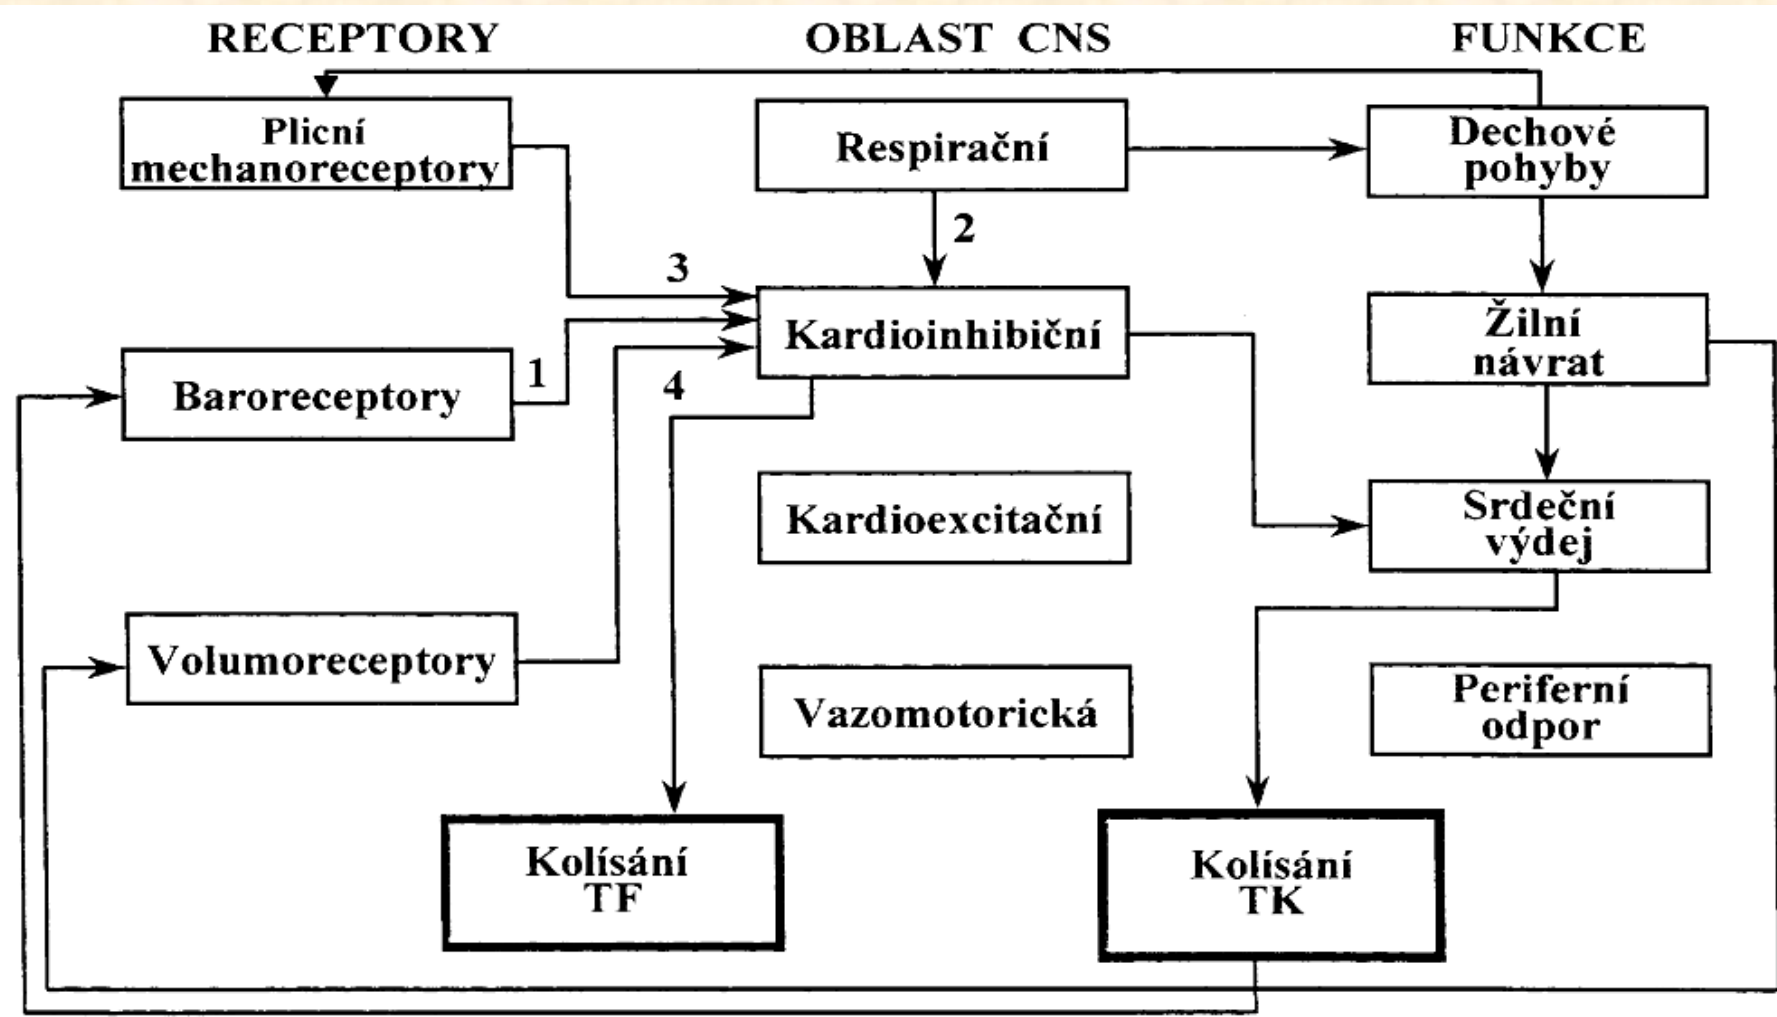 RECEPTORY
OBLAST CNS
FUNKCE
Plicní
mechanoreceptory
Respirační
Dechové
pohyby
2
3
Kardioinhibiční
Žilní
návrat
Baroreceptory
1
4
Kardioexcitační
Srdeční
výdej
Volumoreceptory
Vazomotorická
Periferní
odpor
Kolísání
TF
Kolísání
TK